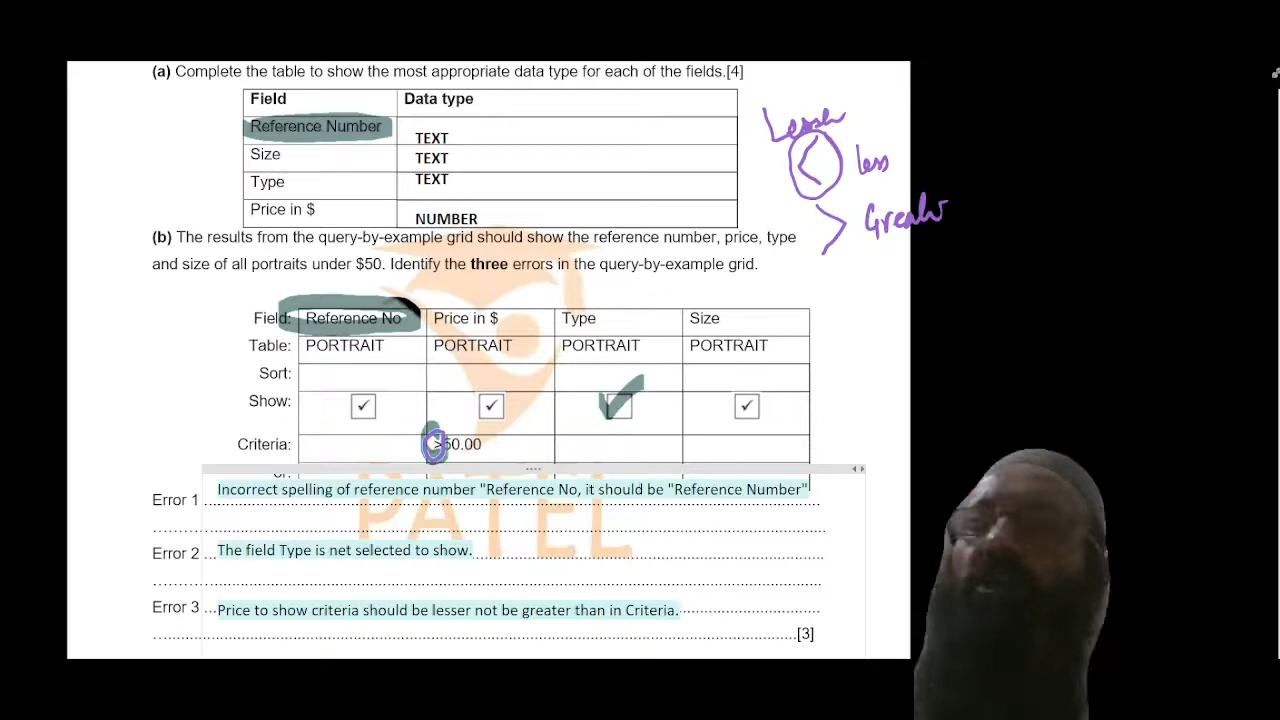 (a) Complete the table to show the most appropriate data type for each of the fields.[4]
Field Data type
Reference Number TEXT
Size TEXT
Type TEXT
Price in $ NUMBER
Lesser
<
less
> Greater
(b) The results from the query-by-example grid should show the reference number, price, type
and size of all portraits under $50. Identify the three errors in the query-by-example grid.
Field: Reference No Price in $ Type Size
Table: PORTRAIT PORTRAIT PORTRAIT PORTRAIT
Sort:
Show: ✓ ✓ ✓ ✓
Criteria: >50.00
or:
PATEL
Error 1 Incorrect spelling of reference number "Reference No, it should be "Reference Number"
Error 2 The field Type is net selected to show.
Error 3 Price to show criteria should be lesser not be greater than in Criteria.
[3]